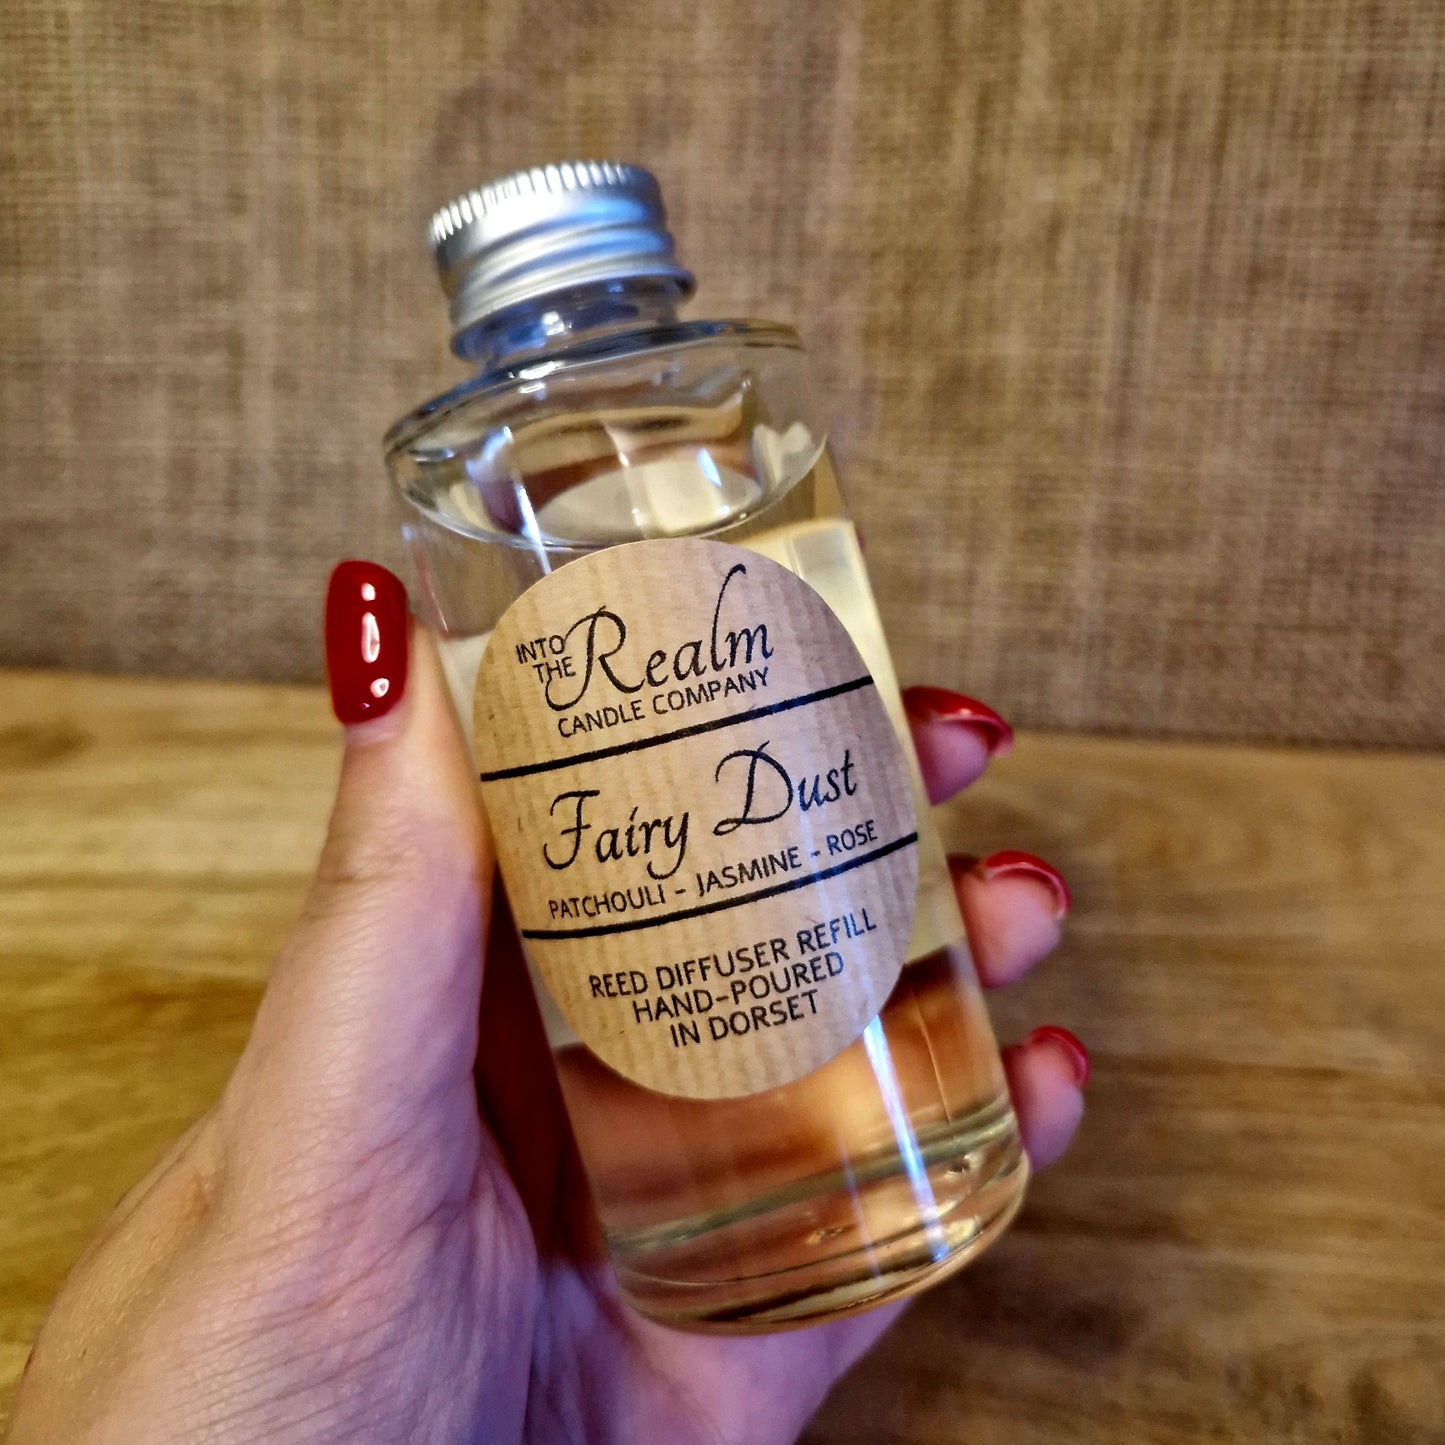 INTO
THE Realm
CANDLE COMPANY
Fairy Dust
PATCHOULI - JASMINE - ROSE
REED DIFFUSER REFILL
HAND-POURED
IN DORSET